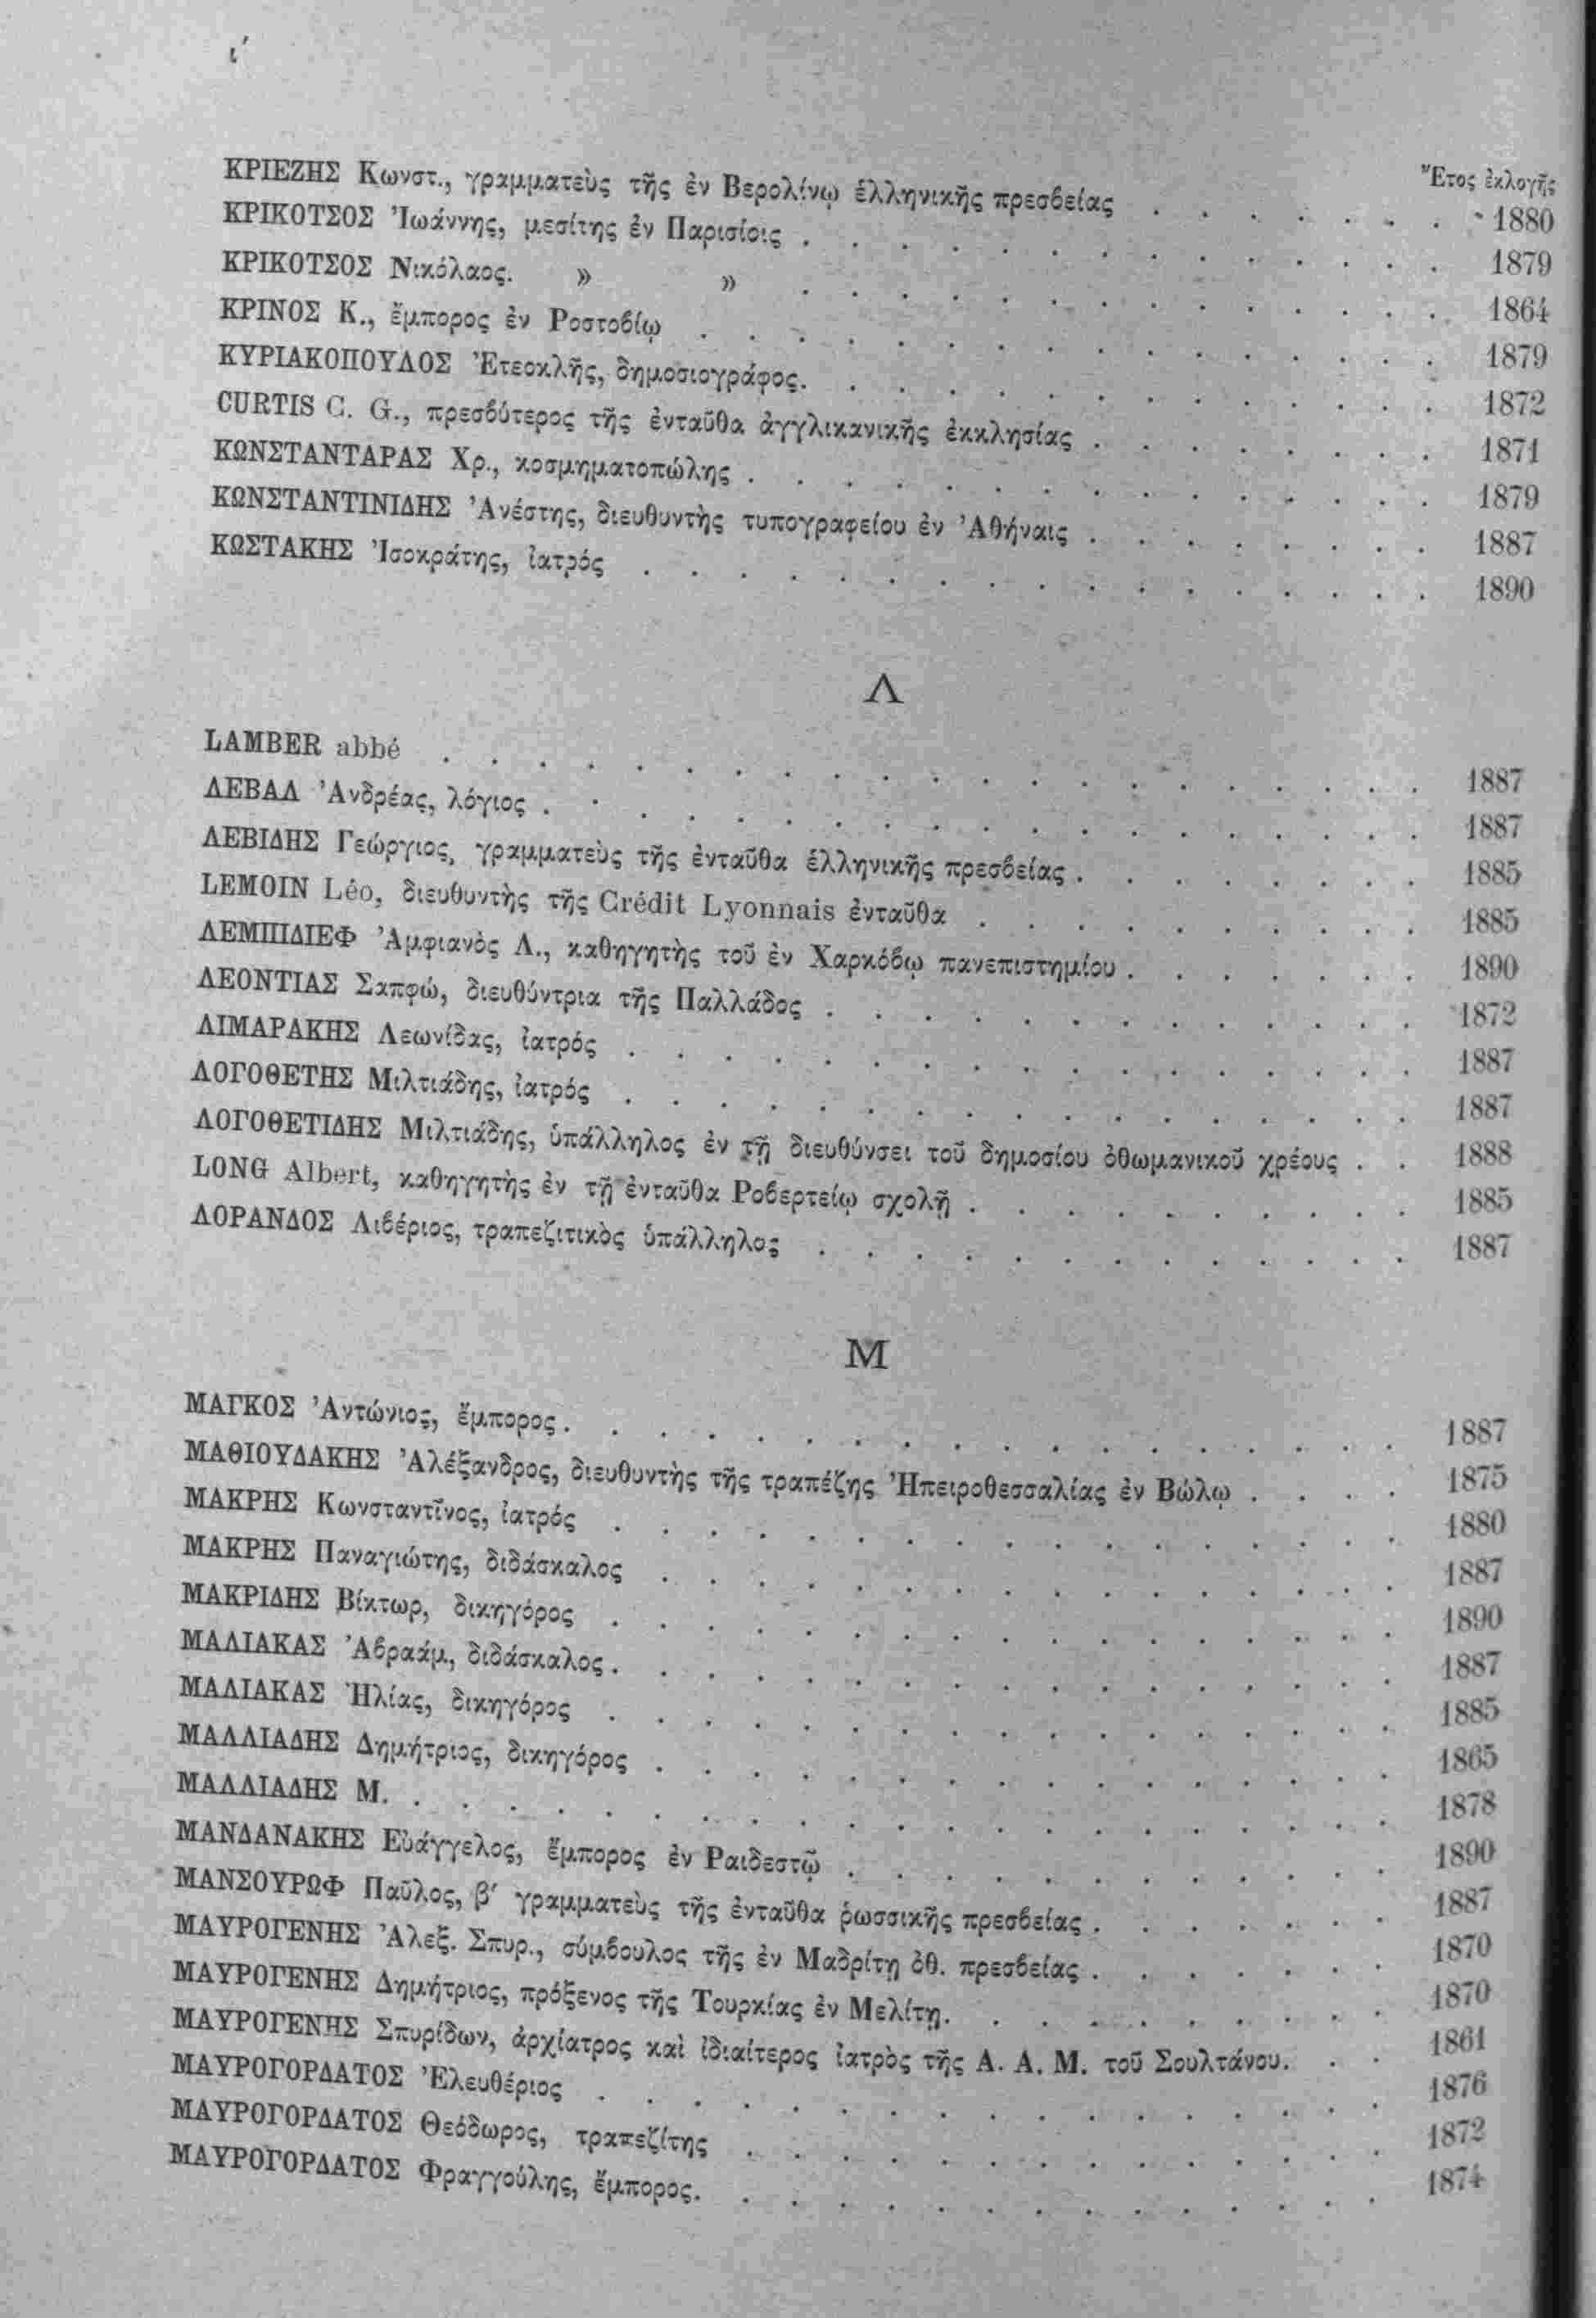 ι΄
Ἔτος ἐκλογῆς
ΚΡΙΕΖΗΣ Κωνστ., γραμματεὺς τῆς ἐν Βερολίνῳ ἑλληνικῆς πρεσβείας . . . . . . . 1880
ΚΡΙΚΟΤΣΟΣ Ἰωάννης, μεσίτης ἐν Παρισίοις . . . . . . . . . . . . . 1879
ΚΡΙΚΟΤΣΟΣ Νικόλαος. » » . . . . . . . . . . . . . 1864
ΚΡΙΝΟΣ Κ., ἔμπορος ἐν Ροστοβίῳ . . . . . . . . . . . . . . . 1879
ΚΥΡΙΑΚΟΠΟΥΛΟΣ Ἐτεοκλῆς, δημοσιογράφος. . . . . . . . . . . . . 1872
CURTIS C. G., πρεσβύτερος τῆς ἐνταῦθα ἀγγλικανικῆς ἐκκλησίας . . . . . . . 1871
ΚΩΝΣΤΑΝΤΑΡΑΣ Χρ., κοσμηματοπώλης . . . . . . . . . . . . . . 1879
ΚΩΝΣΤΑΝΤΙΝΙΔΗΣ Ἀνέστης, διευθυντὴς τυπογραφείου ἐν Ἀθήναις . . . . . . . 1887
ΚΩΣΤΑΚΗΣ Ἰσοκράτης, ἰατρός . . . . . . . . . . . . . . . . . 1890
Λ
LAMBER abbé . . . . . . . . . . . . . . . . . . . . . 1887
ΛΕΒΑΛ Ἀνδρέας, λόγιος . . . . . . . . . . . . . . . . . . . 1887
ΛΕΒΙΔΗΣ Γεώργιος, γραμματεὺς τῆς ἐνταῦθα ἑλληνικῆς πρεσβείας . . . . . . . . 1885
LEMOIN Léo, διευθυντὴς τῆς Crédit Lyonnais ἐνταῦθα . . . . . . . . . . 1885
ΛΕΜΠΙΔΙΕΦ Ἀμφιανὸς Λ., καθηγητὴς τοῦ ἐν Χαρκόβῳ πανεπιστημίου . . . . . . . 1890
ΛΕΟΝΤΙΑΣ Σαπφώ, διευθύντρια τῆς Παλλάδος . . . . . . . . . . . . . 1872
ΛΙΜΑΡΑΚΗΣ Λεωνίδας, ἰατρός . . . . . . . . . . . . . . . . . 1887
ΛΟΓΟΘΕΤΗΣ Μιλτιάδης, ἰατρός . . . . . . . . . . . . . . . . . 1887
ΛΟΓΟΘΕΤΙΔΗΣ Μιλτιάδης, ὑπάλληλος ἐν τῇ διευθύνσει τοῦ δημοσίου ὀθωμανικοῦ χρέους . . 1888
LONG Albert, καθηγητὴς ἐν τῇ ἐνταῦθα Ροβερτείῳ σχολῇ . . . . . . . . . . 1885
ΛΟΡΑΝΔΟΣ Λιβέριος, τραπεζιτικὸς ὑπάλληλος . . . . . . . . . . . . . 1887
Μ
ΜΑΓΚΟΣ Ἀντώνιος, ἔμπορος . . . . . . . . . . . . . . . . . . 1887
ΜΑΘΙΟΥΔΑΚΗΣ Ἀλέξανδρος, διευθυντὴς τῆς τραπέζης Ἠπειροθεσσαλίας ἐν Βώλῳ . . . . 1875
ΜΑΚΡΗΣ Κωνσταντῖνος, ἰατρός . . . . . . . . . . . . . . . . . 1880
ΜΑΚΡΗΣ Παναγιώτης, διδάσκαλος . . . . . . . . . . . . . . . . 1887
ΜΑΚΡΙΔΗΣ Βίκτωρ, δικηγόρος . . . . . . . . . . . . . . . . . 1890
ΜΑΛΙΑΚΑΣ Ἀβραάμ, διδάσκαλος . . . . . . . . . . . . . . . . . 1887
ΜΑΛΙΑΚΑΣ Ἠλίας, δικηγόρος . . . . . . . . . . . . . . . . . 1885
ΜΑΛΛΙΑΔΗΣ Δημήτριος, δικηγόρος . . . . . . . . . . . . . . . . 1865
ΜΑΛΛΙΑΔΗΣ Μ. . . . . . . . . . . . . . . . . . . . . . 1878
ΜΑΝΔΑΝΑΚΗΣ Εὐάγγελος, ἔμπορος ἐν Ραιδεστῷ . . . . . . . . . . . . 1890
ΜΑΝΣΟΥΡΩΦ Παῦλος, β΄ γραμματεὺς τῆς ἐνταῦθα ῥωσσικῆς πρεσβείας . . . . . . . 1887
ΜΑΥΡΟΓΕΝΗΣ Ἀλεξ. Σπυρ., σύμβουλος τῆς ἐν Μαδρίτῃ ὀθ. πρεσβείας . . . . . . . 1870
ΜΑΥΡΟΓΕΝΗΣ Δημήτριος, πρόξενος τῆς Τουρκίας ἐν Μελίτῃ. . . . . . . . . . 1870
ΜΑΥΡΟΓΕΝΗΣ Σπυρίδων, ἀρχίατρος καὶ ἰδιαίτερος ἰατρὸς τῆς Α. Α. Μ. τοῦ Σουλτάνου. . . 1861
ΜΑΥΡΟΓΟΡΔΑΤΟΣ Ἐλευθέριος . . . . . . . . . . . . . . . . . 1876
ΜΑΥΡΟΓΟΡΔΑΤΟΣ Θεόδωρος, τραπεζίτης . . . . . . . . . . . . . . 1872
ΜΑΥΡΟΓΟΡΔΑΤΟΣ Φραγγούλης, ἔμπορος. . . . . . . . . . . . . . . 1874